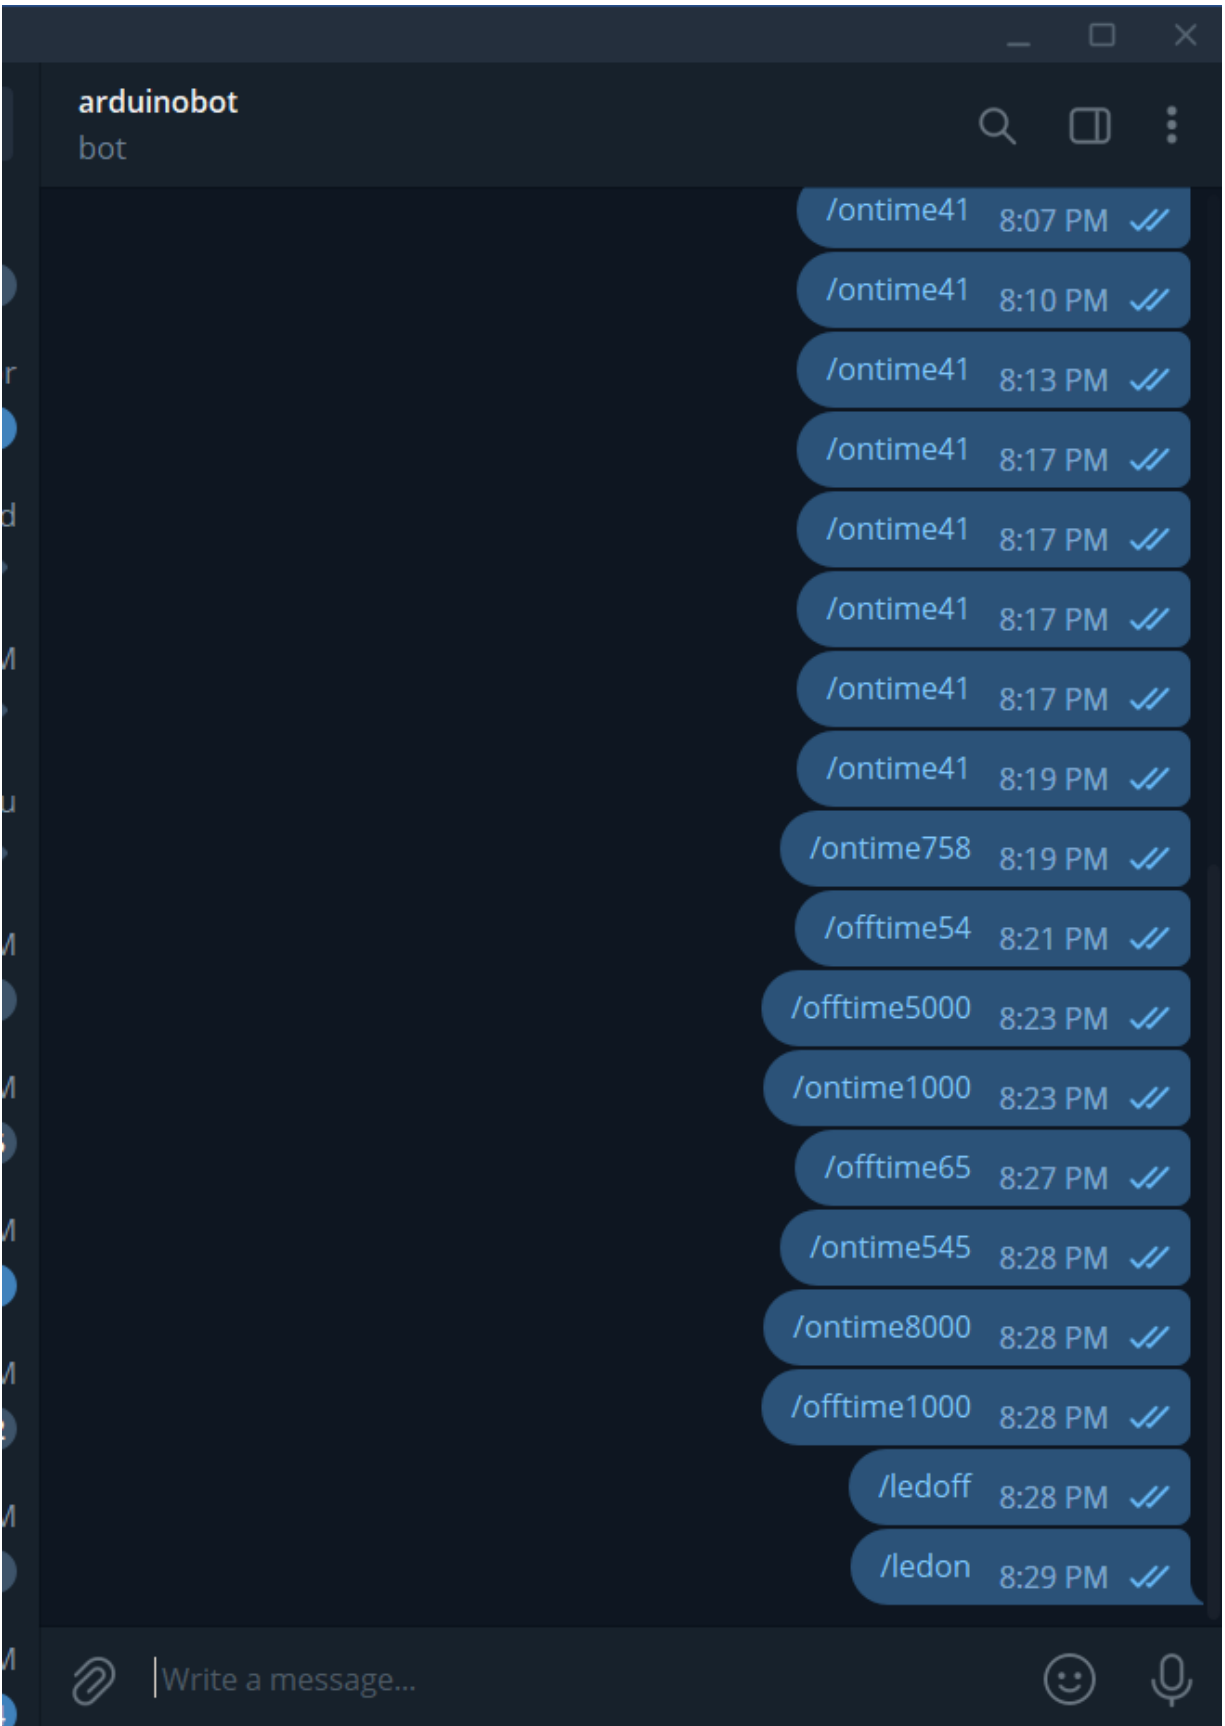 arduinobot
bot
/ontime41 8:07 PM
/ontime41 8:10 PM
/ontime41 8:13 PM
/ontime41 8:17 PM
/ontime41 8:17 PM
/ontime41 8:17 PM
/ontime41 8:17 PM
/ontime41 8:19 PM
/ontime758 8:19 PM
/offtime54 8:21 PM
/offtime5000 8:23 PM
/ontime1000 8:23 PM
/offtime65 8:27 PM
/ontime545 8:28 PM
/ontime8000 8:28 PM
/offtime1000 8:28 PM
/ledoff 8:28 PM
/ledon 8:29 PM
Write a message...